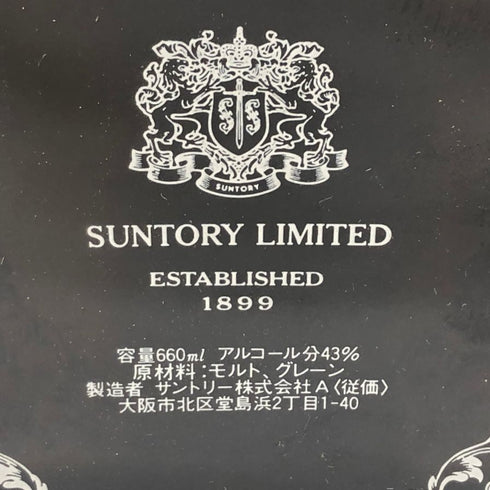 SUNTORY
SUNTORY LIMITED
ESTABLISHED
1899
容量660ml アルコール分43%
原材料:モルト、グレーン
製造者 サントリー株式会社A〈従価〉
大阪市北区堂島浜2丁目1-40